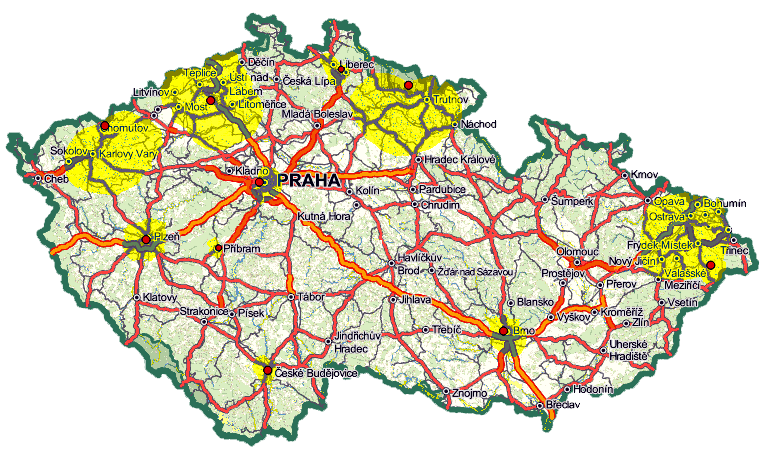 Děčín
Liberec
Teplice
Ústí nad
Labem
Česká Lípa
Litvínov
Most
Litoměřice
Trutnov
Mladá Boleslav
Chomutov
Náchod
Sokolov
Karlovy Vary
Hradec Králové
Cheb
Kladno
PRAHA
Krnov
Kolín
Pardubice
Chrudim
Šumperk
Opava
Bohumín
Kutná Hora
Ostrava
Plzeň
Příbram
Frýdek Místek
Třinec
Olomouc
Nový Jičín
Havlíčkův
Brod
Žďár nad Sázavou
Prostějov
Valašské
Meziříčí
Přerov
Klatovy
Tábor
Jihlava
Blansko
Vsetín
Strakonice
Písek
Vyškov
Kroměříž
Zlín
Třebíč
Brno
Jindřichův
Hradec
Uherské
Hradiště
České Budějovice
Znojmo
Hodonín
Břeclav